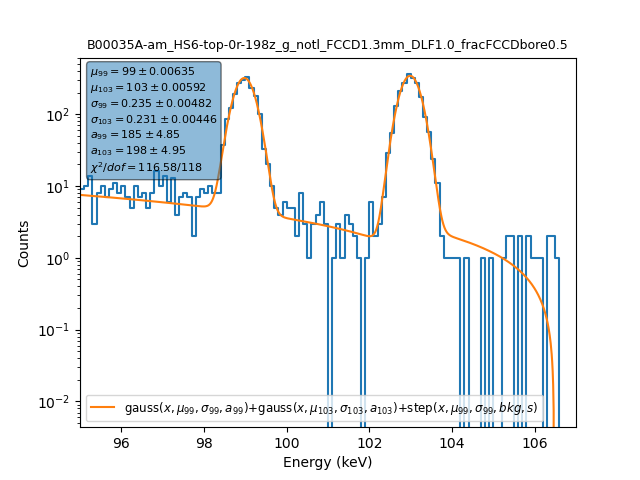 B00035A-am_HS6-top-0r-198z_g_notl_FCCD1.3mm_DLF1.0_fracFCCDbore0.5
μ₉₉ = 99 ± 0.00635
μ₁₀₃ = 103 ± 0.00592
σ₉₉ = 0.235 ± 0.00482
σ₁₀₃ = 0.231 ± 0.00446
a₉₉ = 185 ± 4.85
a₁₀₃ = 198 ± 4.95
χ²/dof = 116.58/118
10²
10¹
10⁰
10⁻¹
10⁻²
Counts
gauss(x, μ₉₉, σ₉₉, a₉₉)+gauss(x, μ₁₀₃, σ₁₀₃, a₁₀₃)+step(x, μ₉₉, σ₉₉, bkg, s)
96 98 100 102 104 106
Energy (keV)